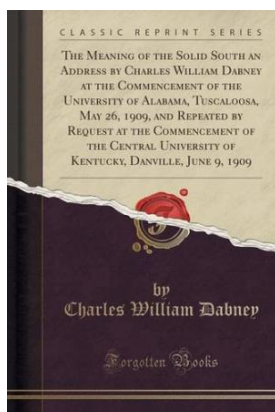 CLASSIC REPRINT SERIES
The Meaning of the Solid South an
Address by Charles William Dabney
at the Commencement of the
University of Alabama, Tuscaloosa,
May 26, 1909, and Repeated by
Request at the Commencement of
the Central University of
Kentucky, Danville, June 9, 1909
by
Charles William Dabney
Forgotten Books